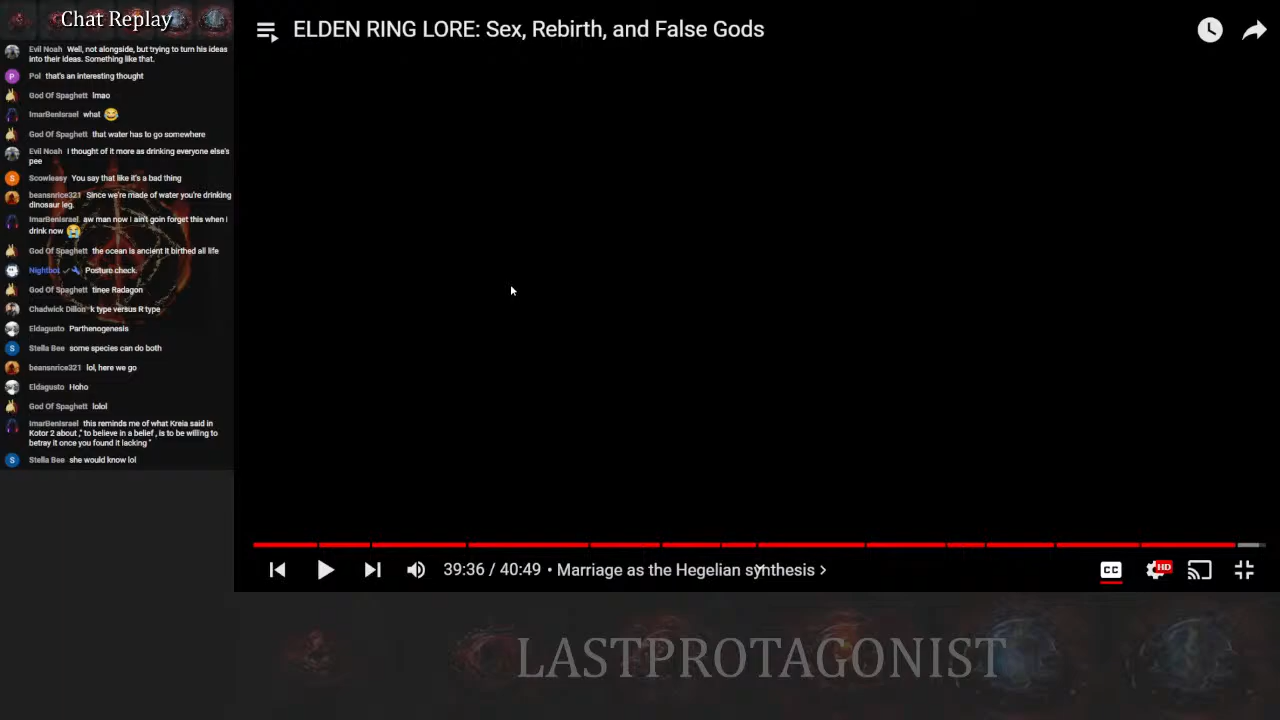 Chat Replay
Evil Noah Well, not alongside, but trying to turn his ideas
into their ideas. Something like that.
P Pol that's an interesting thought
God Of Spaghett lmao
ImarBenIsrael what 😂
God Of Spaghett that water has to go somewhere
Evil Noah I thought of it more as drinking everyone else's
pee
S Scowleasy You say that like it's a bad thing
beansnrice321 Since we're made of water you're drinking
dinosaur leg.
ImarBenIsrael aw man now I ain't goin forget this when I
drink now 😭
God Of Spaghett the ocean is ancient it birthed all life
Nightbot Posture check.
God Of Spaghett tinee Radagon
Chadwick Dillon k type versus R type
Eldagusto Parthenogenesis
S Stella Bee some species can do both
beansnrice321 lol, here we go
Eldagusto Hoho
God Of Spaghett lolol
ImarBenIsrael this reminds me of what Kreia said in
Kotor 2 about ," to believe in a belief , is to be willing to
betray it once you found it lacking "
S Stella Bee she would know lol
ELDEN RING LORE: Sex, Rebirth, and False Gods
39:36 / 40:49 • Marriage as the Hegelian synthesis >
CC
HD
LASTPROTAGONIST